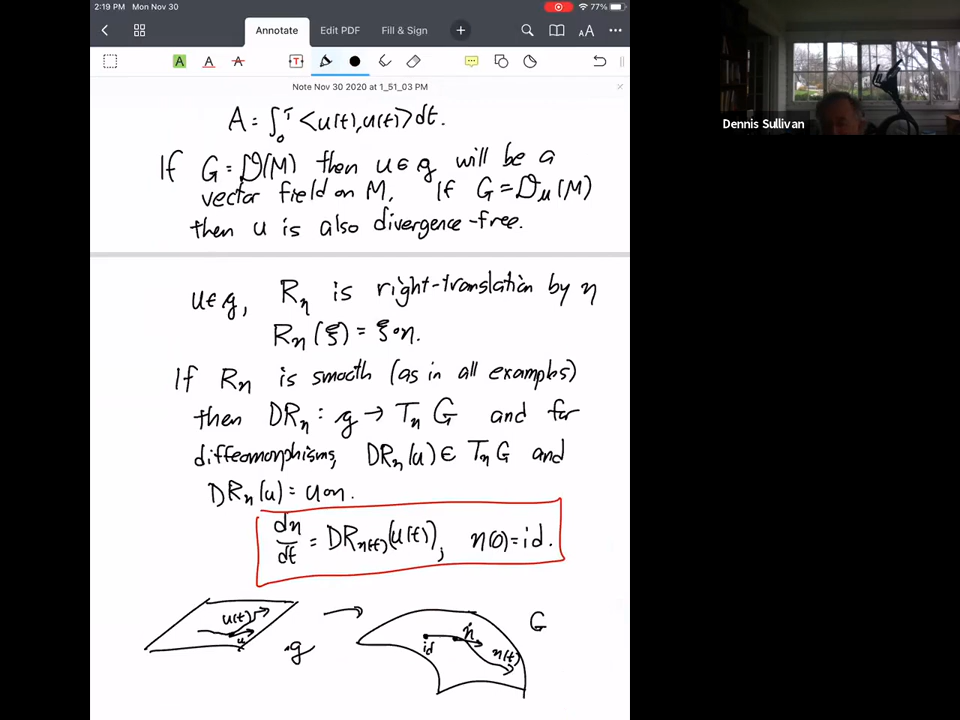 2:19 PM Mon Nov 30
77%
Annotate
Edit PDF
Fill & Sign
AA
T
Note Nov 30 2020 at 1_51_03 PM
Dennis Sullivan
A = ∫₀ᵀ <u(t), u(t)> dt.
If G = 𝒟(M) then u ∈ 𝔤 will be a
vector field on M. If G = 𝒟_μ(M)
then u is also divergence-free.
u ∈ 𝔤, R_η is right-translation by η
R_η(ξ) = ξ∘η.
If R_η is smooth (as in all examples)
then DR_η : 𝔤 → T_η G and for
diffeomorphisms, DR_η(u) ∈ T_η G and
DR_η(u) = u∘η.
dη/dt = DR_η(t)(u(t)), η(0) = id.
u(t)
u̇
𝔤
id
η̇
η(t)
G